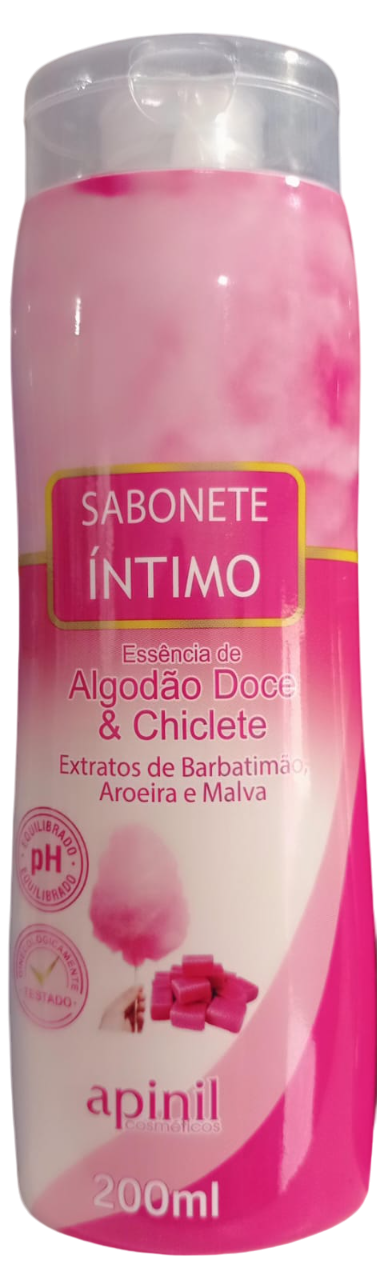 SABONETE
ÍNTIMO
Essência de
Algodão Doce
& Chiclete
Extratos de Barbatimão,
Aroeira e Malva
EQUILIBRADO
pH
EQUILIBRADO
GINECOLOGICAMENTE
TESTADO
apinil
cosméticos
200ml